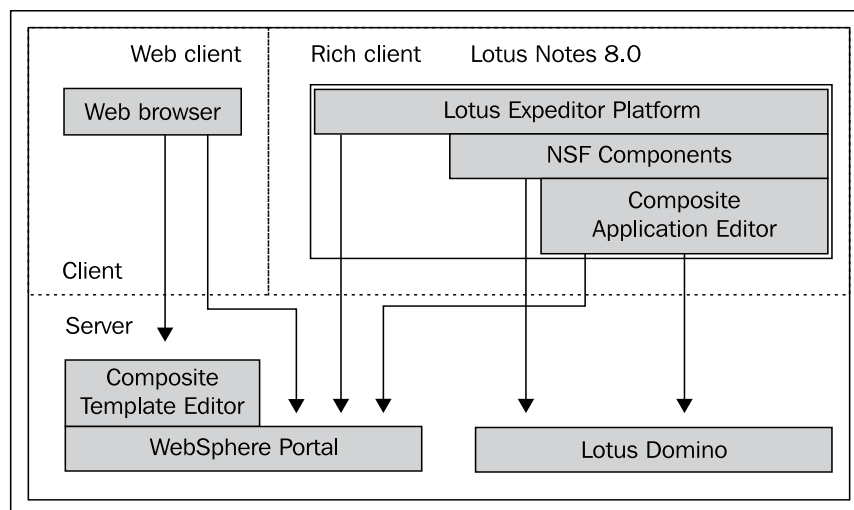 Web client
Rich client
Lotus Notes 8.0
Web browser
Lotus Expeditor Platform
NSF Components
Composite
Application Editor
Client
Server
Composite
Template Editor
WebSphere Portal
Lotus Domino